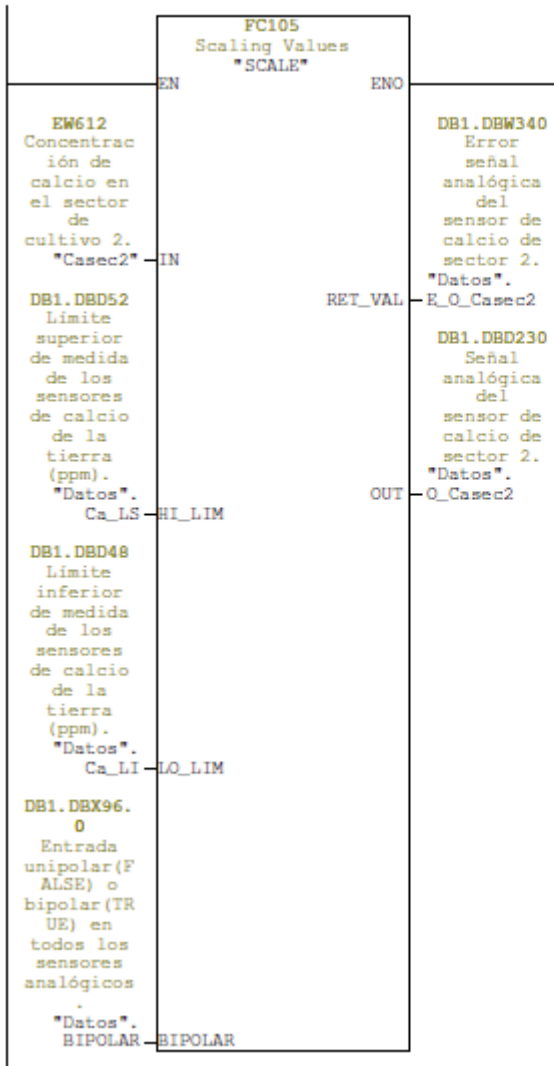 FC105
Scaling Values
"SCALE"
EN
ENO
EW612
Concentrac
ión de
calcio en
el sector
de
cultivo 2.
"Casec2"
IN
DB1.DBD52
Límite
superior
de medida
de los
sensores
de calcio
de la
tierra
(ppm).
"Datos".
Ca_LS
HI_LIM
DB1.DBD48
Límite
inferior
de medida
de los
sensores
de calcio
de la
tierra
(ppm).
"Datos".
Ca_LI
LO_LIM
DB1.DBX96.
0
Entrada
unipolar(F
ALSE) o
bipolar(TR
UE) en
todos los
sensores
analógicos
.
"Datos".
BIPOLAR
BIPOLAR
DB1.DBW340
Error
señal
analógica
del
sensor de
calcio de
sector 2.
"Datos".
RET_VAL
E_O_Casec2
DB1.DBD230
Señal
analógica
del
sensor de
calcio de
sector 2.
"Datos".
OUT
O_Casec2